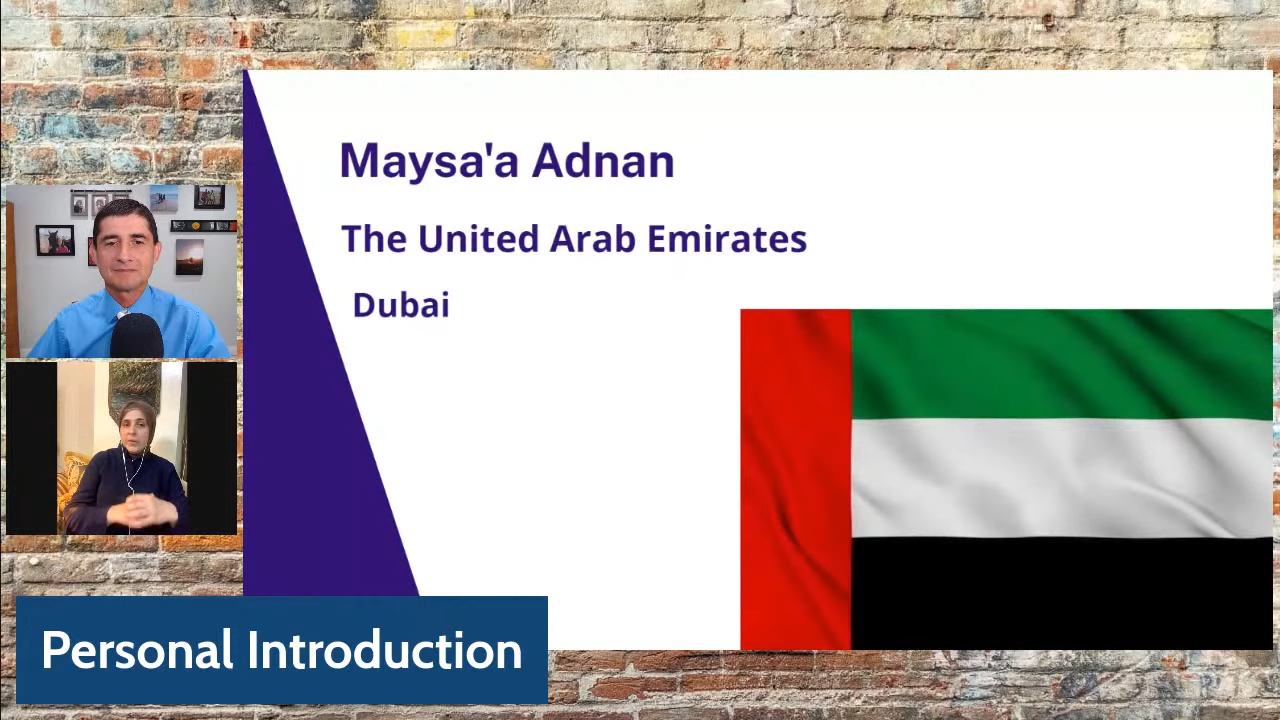 Maysa'a Adnan
The United Arab Emirates
Dubai
Personal Introduction